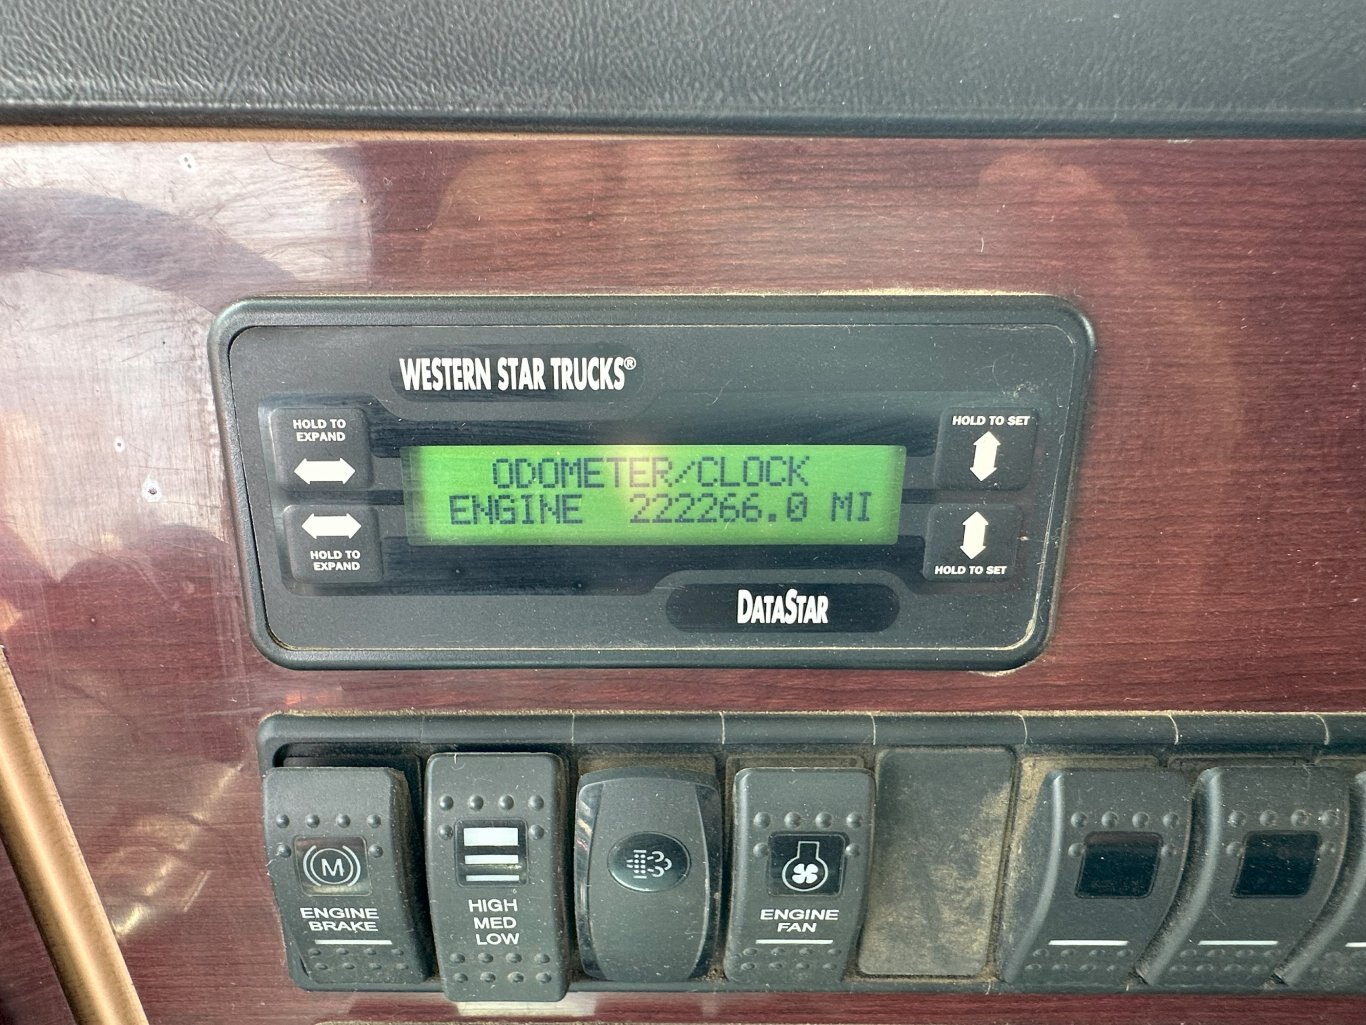 WESTERN STAR TRUCKS®
HOLD TO
EXPAND
HOLD TO SET
ODOMETER/CLOCK
ENGINE 222266.0 MI
HOLD TO
EXPAND
HOLD TO SET
DATASTAR
M
ENGINE
BRAKE
HIGH
MED
LOW
ENGINE
FAN